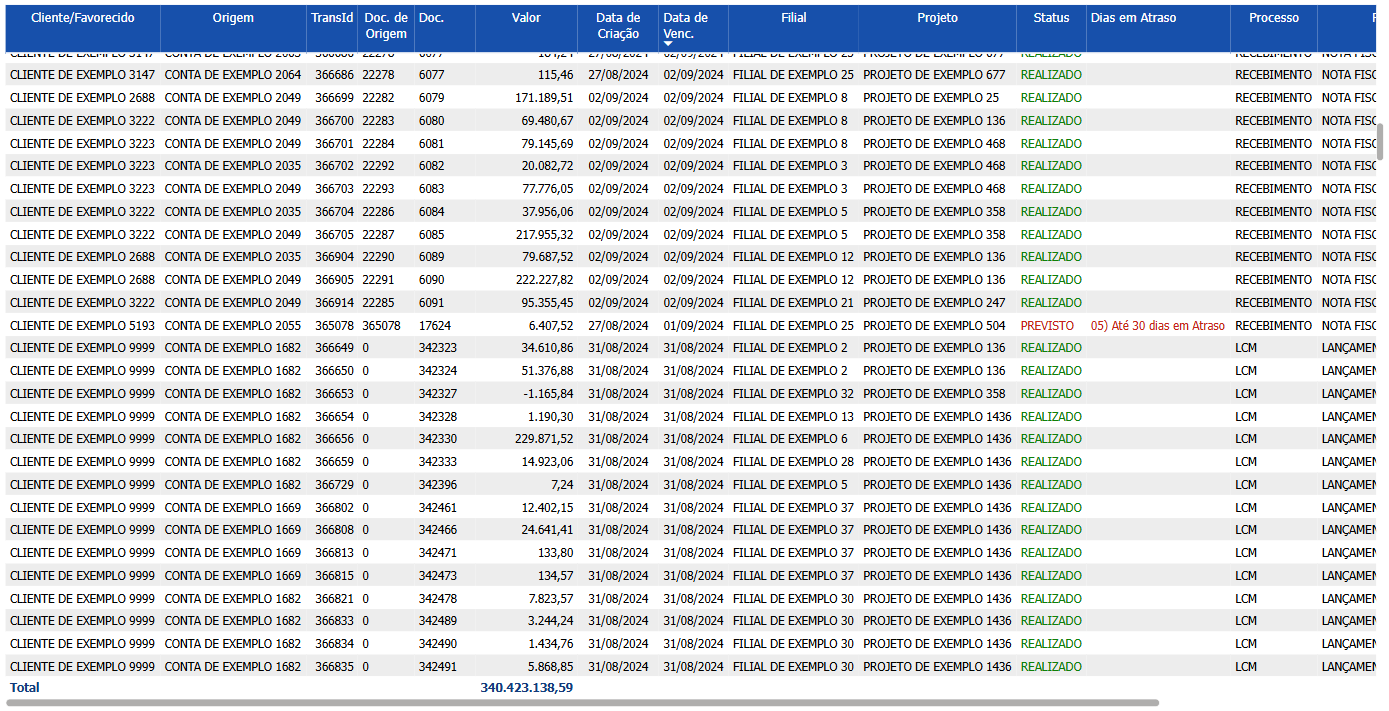 Cliente/Favorecido Origem TransId Doc. de Origem Doc. Valor Data de Criação Data de Venc. Filial Projeto Status Dias em Atraso Processo
CLIENTE DE EXEMPLO 3147 CONTA DE EXEMPLO 2064 366686 22278 6077 115,46 27/08/2024 02/09/2024 FILIAL DE EXEMPLO 25 PROJETO DE EXEMPLO 677 REALIZADO RECEBIMENTO NOTA FISC
CLIENTE DE EXEMPLO 2688 CONTA DE EXEMPLO 2049 366699 22282 6079 171.189,51 02/09/2024 02/09/2024 FILIAL DE EXEMPLO 8 PROJETO DE EXEMPLO 25 REALIZADO RECEBIMENTO NOTA FISC
CLIENTE DE EXEMPLO 3222 CONTA DE EXEMPLO 2049 366700 22283 6080 69.480,67 02/09/2024 02/09/2024 FILIAL DE EXEMPLO 8 PROJETO DE EXEMPLO 136 REALIZADO RECEBIMENTO NOTA FISC
CLIENTE DE EXEMPLO 3223 CONTA DE EXEMPLO 2049 366701 22284 6081 79.145,69 02/09/2024 02/09/2024 FILIAL DE EXEMPLO 8 PROJETO DE EXEMPLO 468 REALIZADO RECEBIMENTO NOTA FISC
CLIENTE DE EXEMPLO 3223 CONTA DE EXEMPLO 2035 366702 22292 6082 20.082,72 02/09/2024 02/09/2024 FILIAL DE EXEMPLO 3 PROJETO DE EXEMPLO 468 REALIZADO RECEBIMENTO NOTA FISC
CLIENTE DE EXEMPLO 3223 CONTA DE EXEMPLO 2049 366703 22293 6083 77.776,05 02/09/2024 02/09/2024 FILIAL DE EXEMPLO 3 PROJETO DE EXEMPLO 468 REALIZADO RECEBIMENTO NOTA FISC
CLIENTE DE EXEMPLO 3222 CONTA DE EXEMPLO 2035 366704 22286 6084 37.956,06 02/09/2024 02/09/2024 FILIAL DE EXEMPLO 5 PROJETO DE EXEMPLO 358 REALIZADO RECEBIMENTO NOTA FISC
CLIENTE DE EXEMPLO 3222 CONTA DE EXEMPLO 2049 366705 22287 6085 217.955,32 02/09/2024 02/09/2024 FILIAL DE EXEMPLO 5 PROJETO DE EXEMPLO 358 REALIZADO RECEBIMENTO NOTA FISC
CLIENTE DE EXEMPLO 2688 CONTA DE EXEMPLO 2035 366904 22290 6089 79.687,52 02/09/2024 02/09/2024 FILIAL DE EXEMPLO 12 PROJETO DE EXEMPLO 136 REALIZADO RECEBIMENTO NOTA FISC
CLIENTE DE EXEMPLO 2688 CONTA DE EXEMPLO 2049 366905 22291 6090 222.227,82 02/09/2024 02/09/2024 FILIAL DE EXEMPLO 12 PROJETO DE EXEMPLO 136 REALIZADO RECEBIMENTO NOTA FISC
CLIENTE DE EXEMPLO 3222 CONTA DE EXEMPLO 2049 366914 22285 6091 95.355,45 02/09/2024 02/09/2024 FILIAL DE EXEMPLO 21 PROJETO DE EXEMPLO 247 REALIZADO RECEBIMENTO NOTA FISC
CLIENTE DE EXEMPLO 5193 CONTA DE EXEMPLO 2055 365078 365078 17624 6.407,52 27/08/2024 01/09/2024 FILIAL DE EXEMPLO 25 PROJETO DE EXEMPLO 504 PREVISTO 05) Até 30 dias em Atraso RECEBIMENTO NOTA FISC
CLIENTE DE EXEMPLO 9999 CONTA DE EXEMPLO 1682 366649 0 342323 34.610,86 31/08/2024 31/08/2024 FILIAL DE EXEMPLO 2 PROJETO DE EXEMPLO 136 REALIZADO LCM LANÇAMEN
CLIENTE DE EXEMPLO 9999 CONTA DE EXEMPLO 1682 366650 0 342324 51.376,88 31/08/2024 31/08/2024 FILIAL DE EXEMPLO 2 PROJETO DE EXEMPLO 136 REALIZADO LCM LANÇAMEN
CLIENTE DE EXEMPLO 9999 CONTA DE EXEMPLO 1682 366653 0 342327 -1.165,84 31/08/2024 31/08/2024 FILIAL DE EXEMPLO 32 PROJETO DE EXEMPLO 358 REALIZADO LCM LANÇAMEN
CLIENTE DE EXEMPLO 9999 CONTA DE EXEMPLO 1682 366654 0 342328 1.190,30 31/08/2024 31/08/2024 FILIAL DE EXEMPLO 13 PROJETO DE EXEMPLO 1436 REALIZADO LCM LANÇAMEN
CLIENTE DE EXEMPLO 9999 CONTA DE EXEMPLO 1682 366656 0 342330 229.871,52 31/08/2024 31/08/2024 FILIAL DE EXEMPLO 6 PROJETO DE EXEMPLO 1436 REALIZADO LCM LANÇAMEN
CLIENTE DE EXEMPLO 9999 CONTA DE EXEMPLO 1682 366659 0 342333 14.923,06 31/08/2024 31/08/2024 FILIAL DE EXEMPLO 28 PROJETO DE EXEMPLO 1436 REALIZADO LCM LANÇAMEN
CLIENTE DE EXEMPLO 9999 CONTA DE EXEMPLO 1682 366729 0 342396 7,24 31/08/2024 31/08/2024 FILIAL DE EXEMPLO 5 PROJETO DE EXEMPLO 1436 REALIZADO LCM LANÇAMEN
CLIENTE DE EXEMPLO 9999 CONTA DE EXEMPLO 1669 366802 0 342461 12.402,15 31/08/2024 31/08/2024 FILIAL DE EXEMPLO 37 PROJETO DE EXEMPLO 1436 REALIZADO LCM LANÇAMEN
CLIENTE DE EXEMPLO 9999 CONTA DE EXEMPLO 1669 366808 0 342466 24.641,41 31/08/2024 31/08/2024 FILIAL DE EXEMPLO 37 PROJETO DE EXEMPLO 1436 REALIZADO LCM LANÇAMEN
CLIENTE DE EXEMPLO 9999 CONTA DE EXEMPLO 1669 366813 0 342471 133,80 31/08/2024 31/08/2024 FILIAL DE EXEMPLO 37 PROJETO DE EXEMPLO 1436 REALIZADO LCM LANÇAMEN
CLIENTE DE EXEMPLO 9999 CONTA DE EXEMPLO 1669 366815 0 342473 134,57 31/08/2024 31/08/2024 FILIAL DE EXEMPLO 37 PROJETO DE EXEMPLO 1436 REALIZADO LCM LANÇAMEN
CLIENTE DE EXEMPLO 9999 CONTA DE EXEMPLO 1682 366821 0 342478 7.823,57 31/08/2024 31/08/2024 FILIAL DE EXEMPLO 30 PROJETO DE EXEMPLO 1436 REALIZADO LCM LANÇAMEN
CLIENTE DE EXEMPLO 9999 CONTA DE EXEMPLO 1682 366833 0 342489 3.244,24 31/08/2024 31/08/2024 FILIAL DE EXEMPLO 30 PROJETO DE EXEMPLO 1436 REALIZADO LCM LANÇAMEN
CLIENTE DE EXEMPLO 9999 CONTA DE EXEMPLO 1682 366834 0 342490 1.434,76 31/08/2024 31/08/2024 FILIAL DE EXEMPLO 30 PROJETO DE EXEMPLO 1436 REALIZADO LCM LANÇAMEN
CLIENTE DE EXEMPLO 9999 CONTA DE EXEMPLO 1682 366835 0 342491 5.868,85 31/08/2024 31/08/2024 FILIAL DE EXEMPLO 30 PROJETO DE EXEMPLO 1436 REALIZADO LCM LANÇAMEN
Total 340.423.138,59